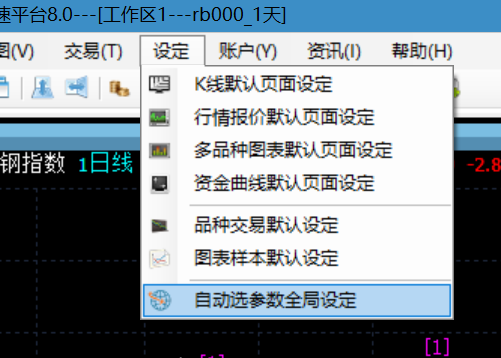 速平台8.0---[工作区1---rb000_1天]
图(V) 交易(T) 设定 账户(Y) 资讯(I) 帮助(H)
K线默认页面设定
行情报价默认页面设定
多品种图表默认页面设定
钢指数 1日线 -2.8
资金曲线默认页面设定
品种交易默认设定
图表样本默认设定
自动选参数全局设定
[1]
[1]